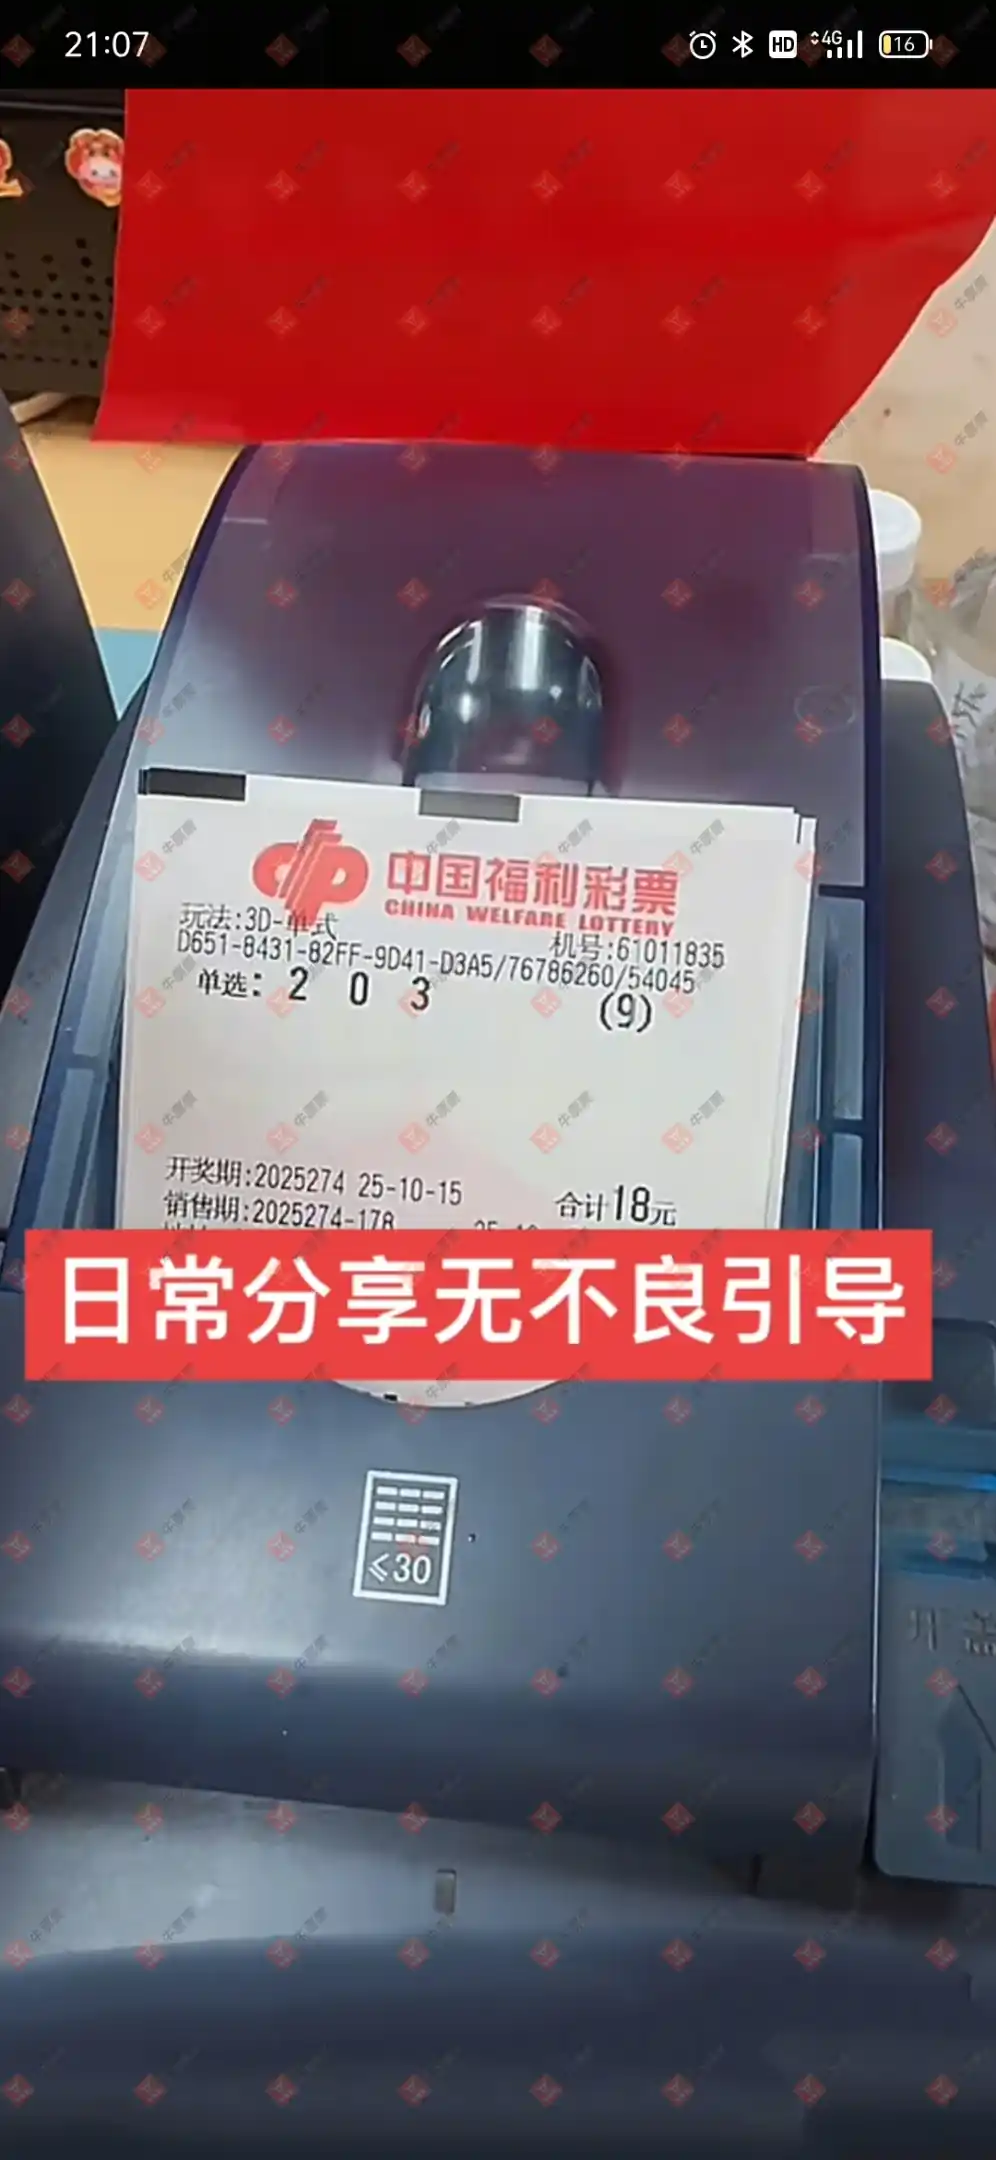 21:07
HD 4G 16
中国福利彩票
CHINA WELFARE LOTTERY
玩法:3D-单式
机号:61011835
D651-8431-82FF-9D41-D3A5/76786260/54045
单选: 2 0 3 (9)
开奖期:2025274 25-10-15
合计18元
销售期:2025274-178
日常分享无不良引导
≤30